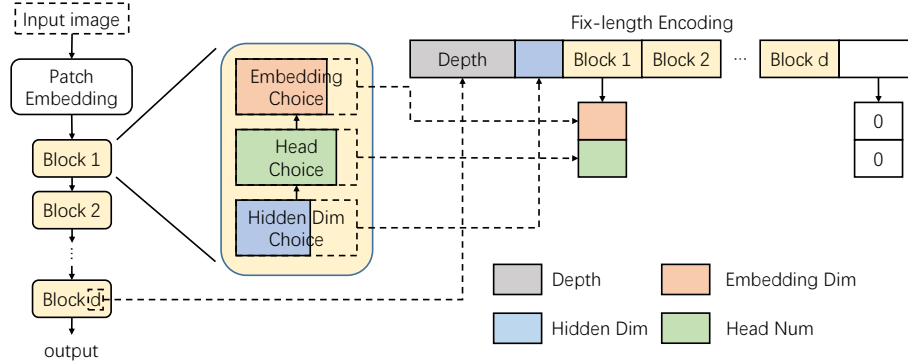 Input image
Patch
Embedding
Block 1
Block 2
⋮
Block d
output
Embedding
Choice
Head
Choice
Hidden Dim
Choice
Fix-length Encoding
Depth
Block 1
Block 2
...
Block d
0
0
Depth
Embedding Dim
Hidden Dim
Head Num